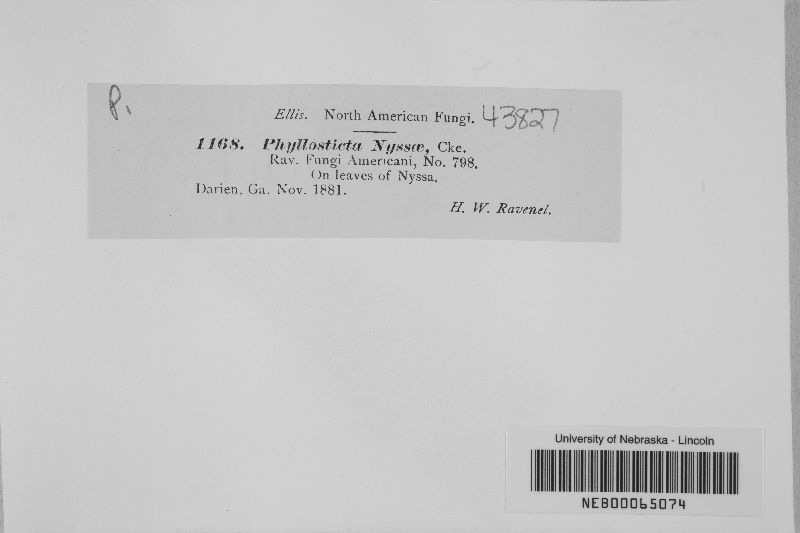 P.
Ellis. North American Fungi. 43827
1168. Phyllosticta Nyssæ, Cke.
Rav. Fungi Americani, No. 798.
On leaves of Nyssa.
Darien, Ga. Nov. 1881.
H. W. Ravenel.
University of Nebraska - Lincoln
NEB00065074